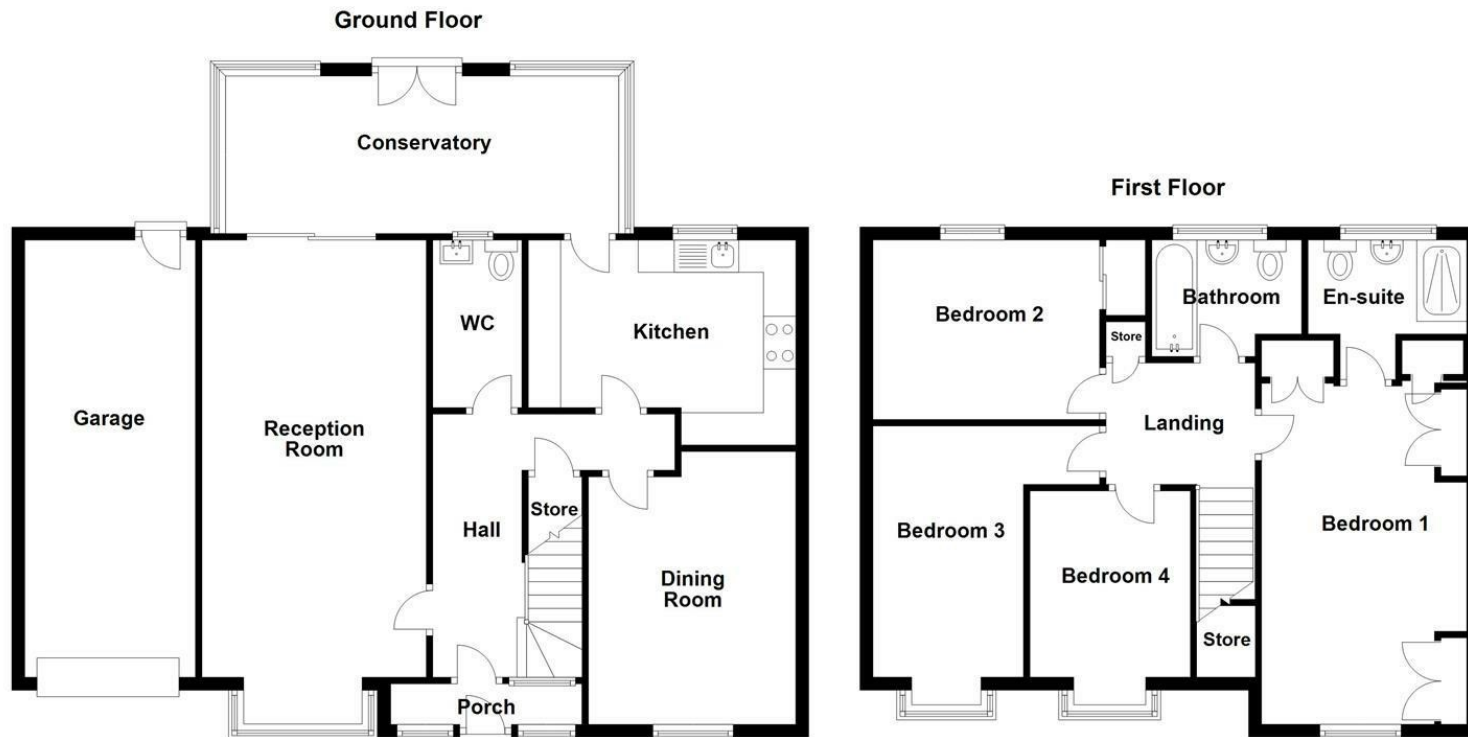 Ground Floor
Conservatory
WC
Kitchen
Garage
Reception
Room
Hall
Store
Dining
Room
Porch
First Floor
Bedroom 2
Bathroom
En-suite
Store
Landing
Bedroom 3
Bedroom 4
Bedroom 1
Store